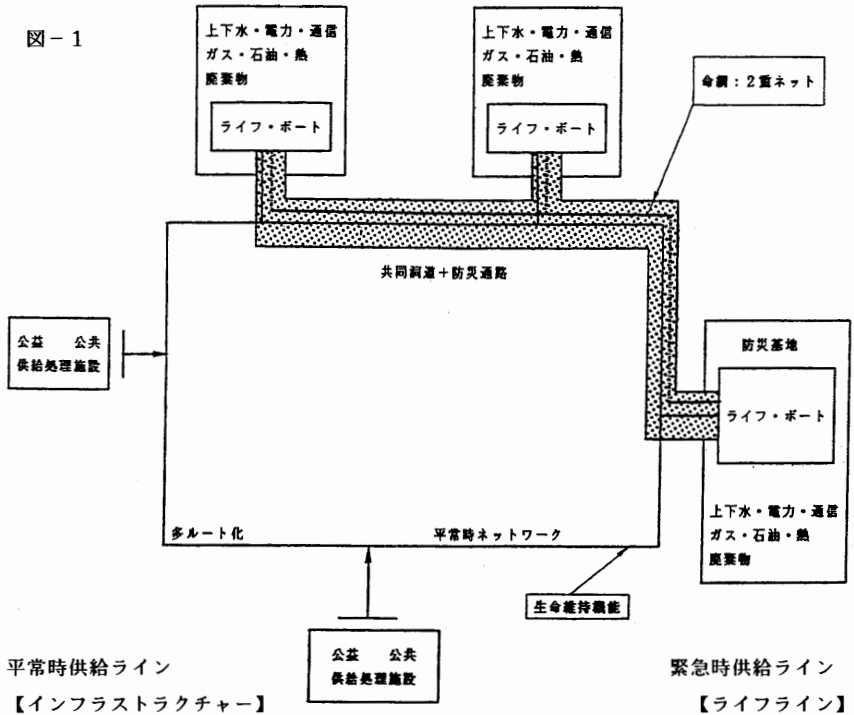 図－1
上下水・電力・通信
ガス・石油・熱
廃棄物
ライフ・ボート
上下水・電力・通信
ガス・石油・熱
廃棄物
ライフ・ボート
命綱：2重ネット
共同洞道＋防災通路
公益　公共
供給処理施設
防災基地
ライフ・ボート
上下水・電力・通信
ガス・石油・熱
廃棄物
多ルート化
平常時ネットワーク
生命維持機能
公益　公共
供給処理施設
平常時供給ライン
【インフラストラクチャー】
緊急時供給ライン
【ライフライン】